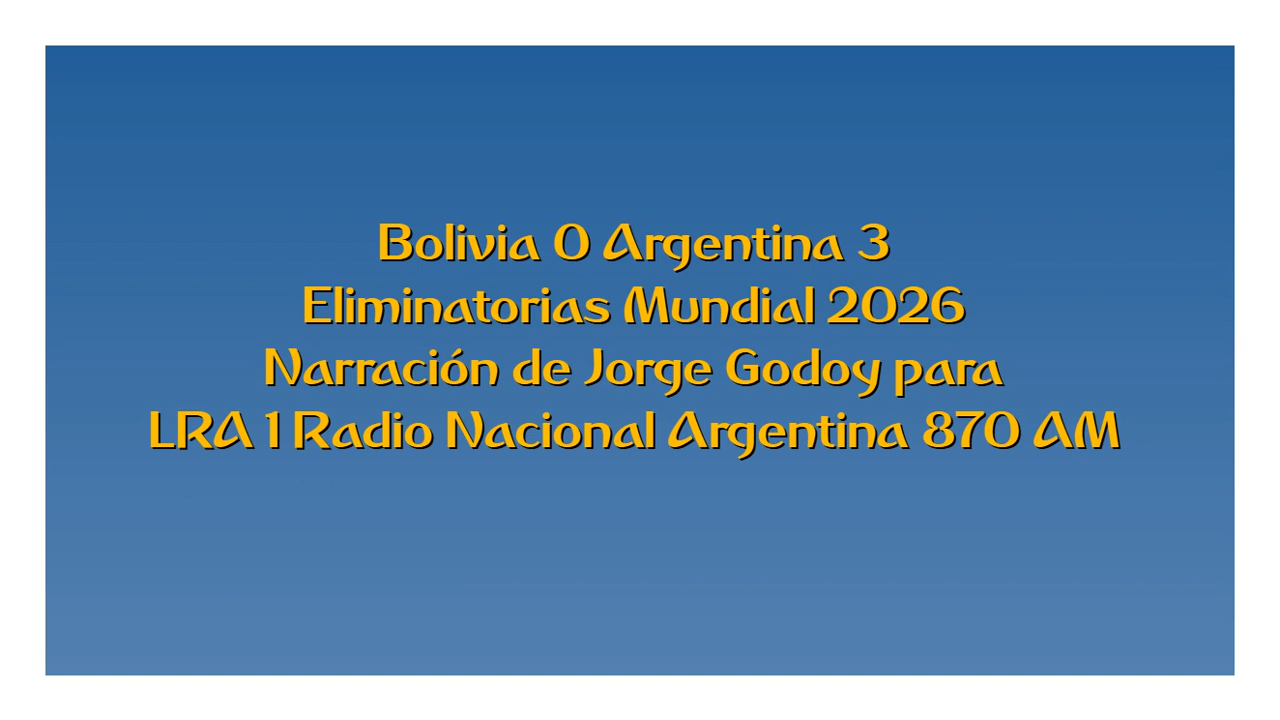 Bolivia 0 Argentina 3
Eliminatorias Mundial 2026
Narración de Jorge Godoy para
LRA 1 Radio Nacional Argentina 870 AM